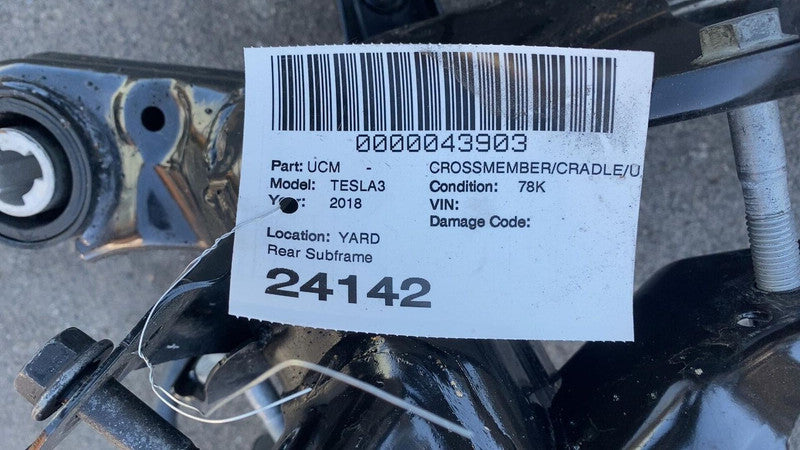 0000043903
Part: UCM - CROSSMEMBER/CRADLE/U
Model: TESLA3 Condition: 78K
Year: 2018 VIN:
Damage Code:
Location: YARD
Rear Subframe
24142